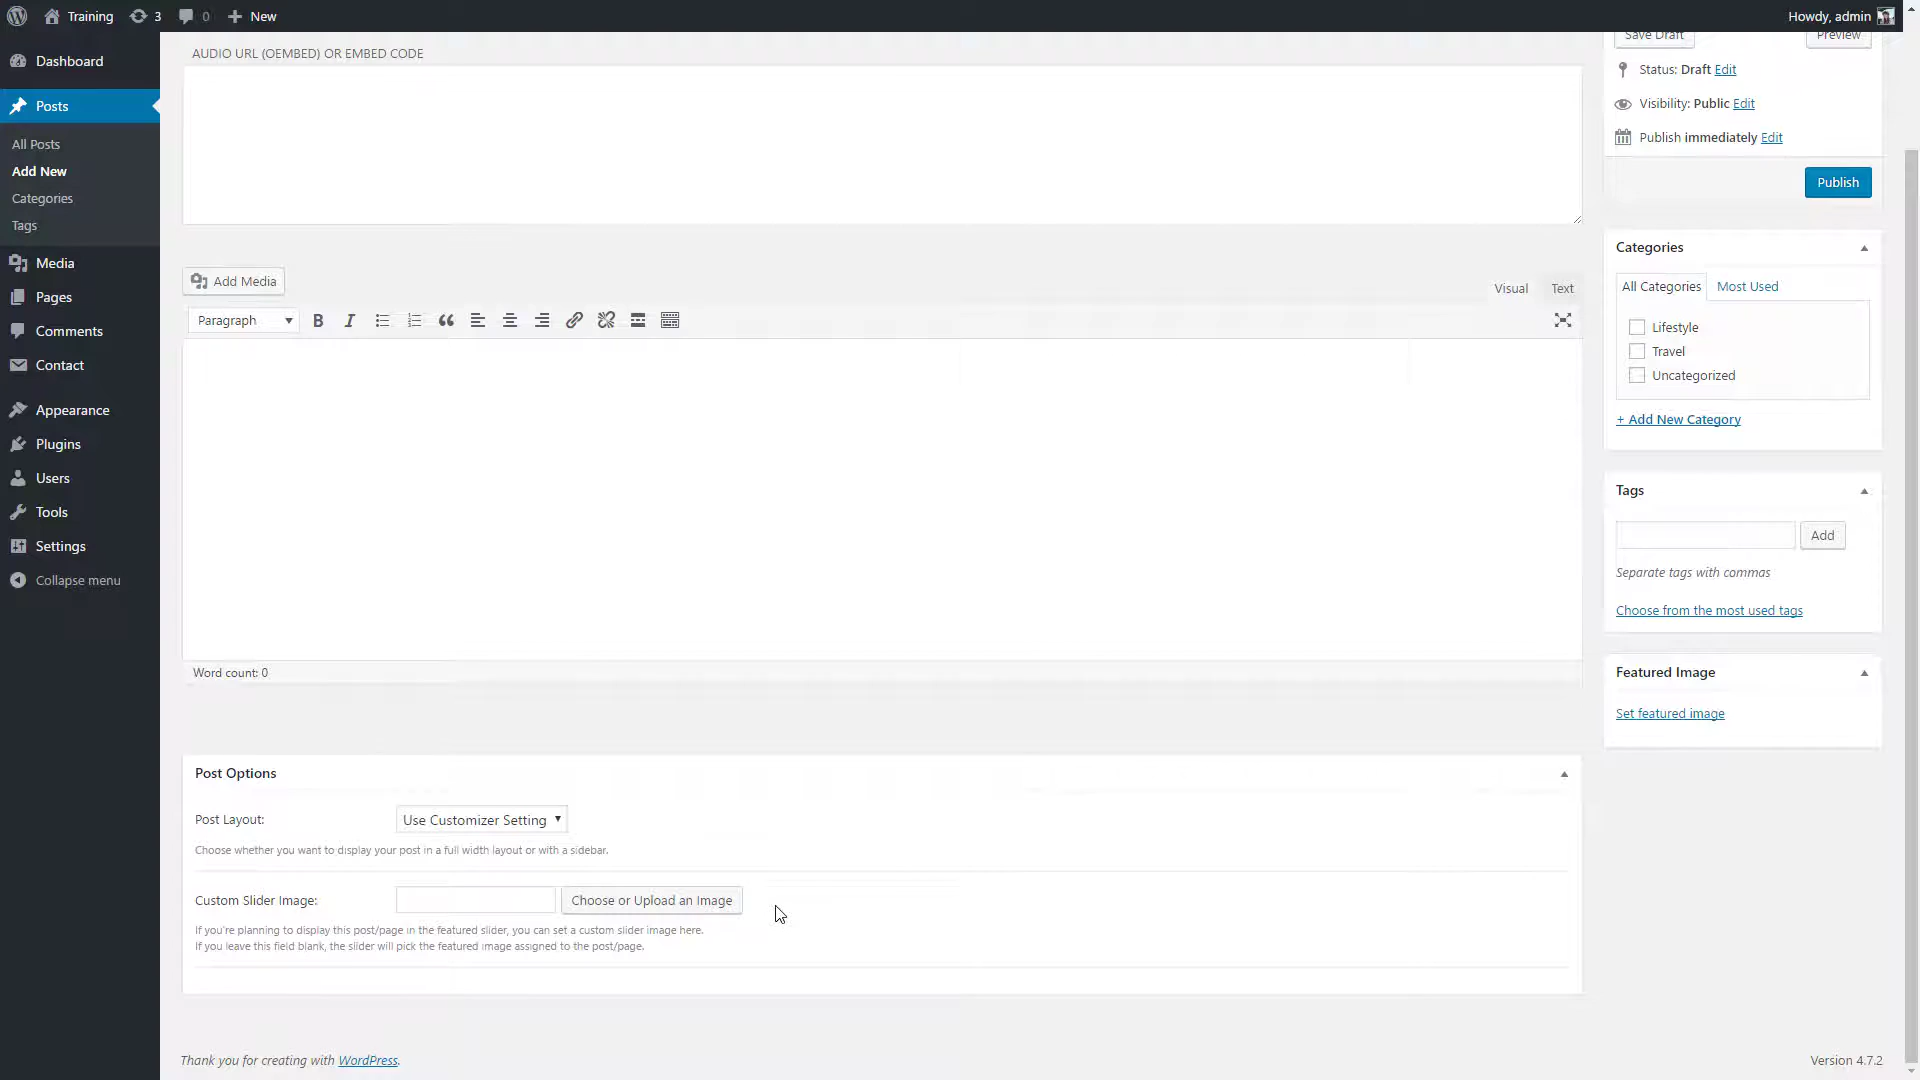 Training 3 0 New
Howdy, admin
Dashboard
Posts
All Posts
Add New
Categories
Tags
Media
Pages
Comments
Contact
Appearance
Plugins
Users
Tools
Settings
Collapse menu
AUDIO URL (OEMBED) OR EMBED CODE
Add Media
Visual Text
Paragraph
Word count: 0
Post Options
Post Layout: Use Customizer Setting
Choose whether you want to display your post in a full width layout or with a sidebar.
Custom Slider Image: Choose or Upload an Image
If you're planning to display this post/page in the featured slider, you can set a custom slider image here.
If you leave this field blank, the slider will pick the featured image assigned to the post/page.
Save Draft Preview
Status: Draft Edit
Visibility: Public Edit
Publish immediately Edit
Publish
Categories
All Categories Most Used
Lifestyle
Travel
Uncategorized
+ Add New Category
Tags
Add
Separate tags with commas
Choose from the most used tags
Featured Image
Set featured image
Thank you for creating with WordPress.
Version 4.7.2